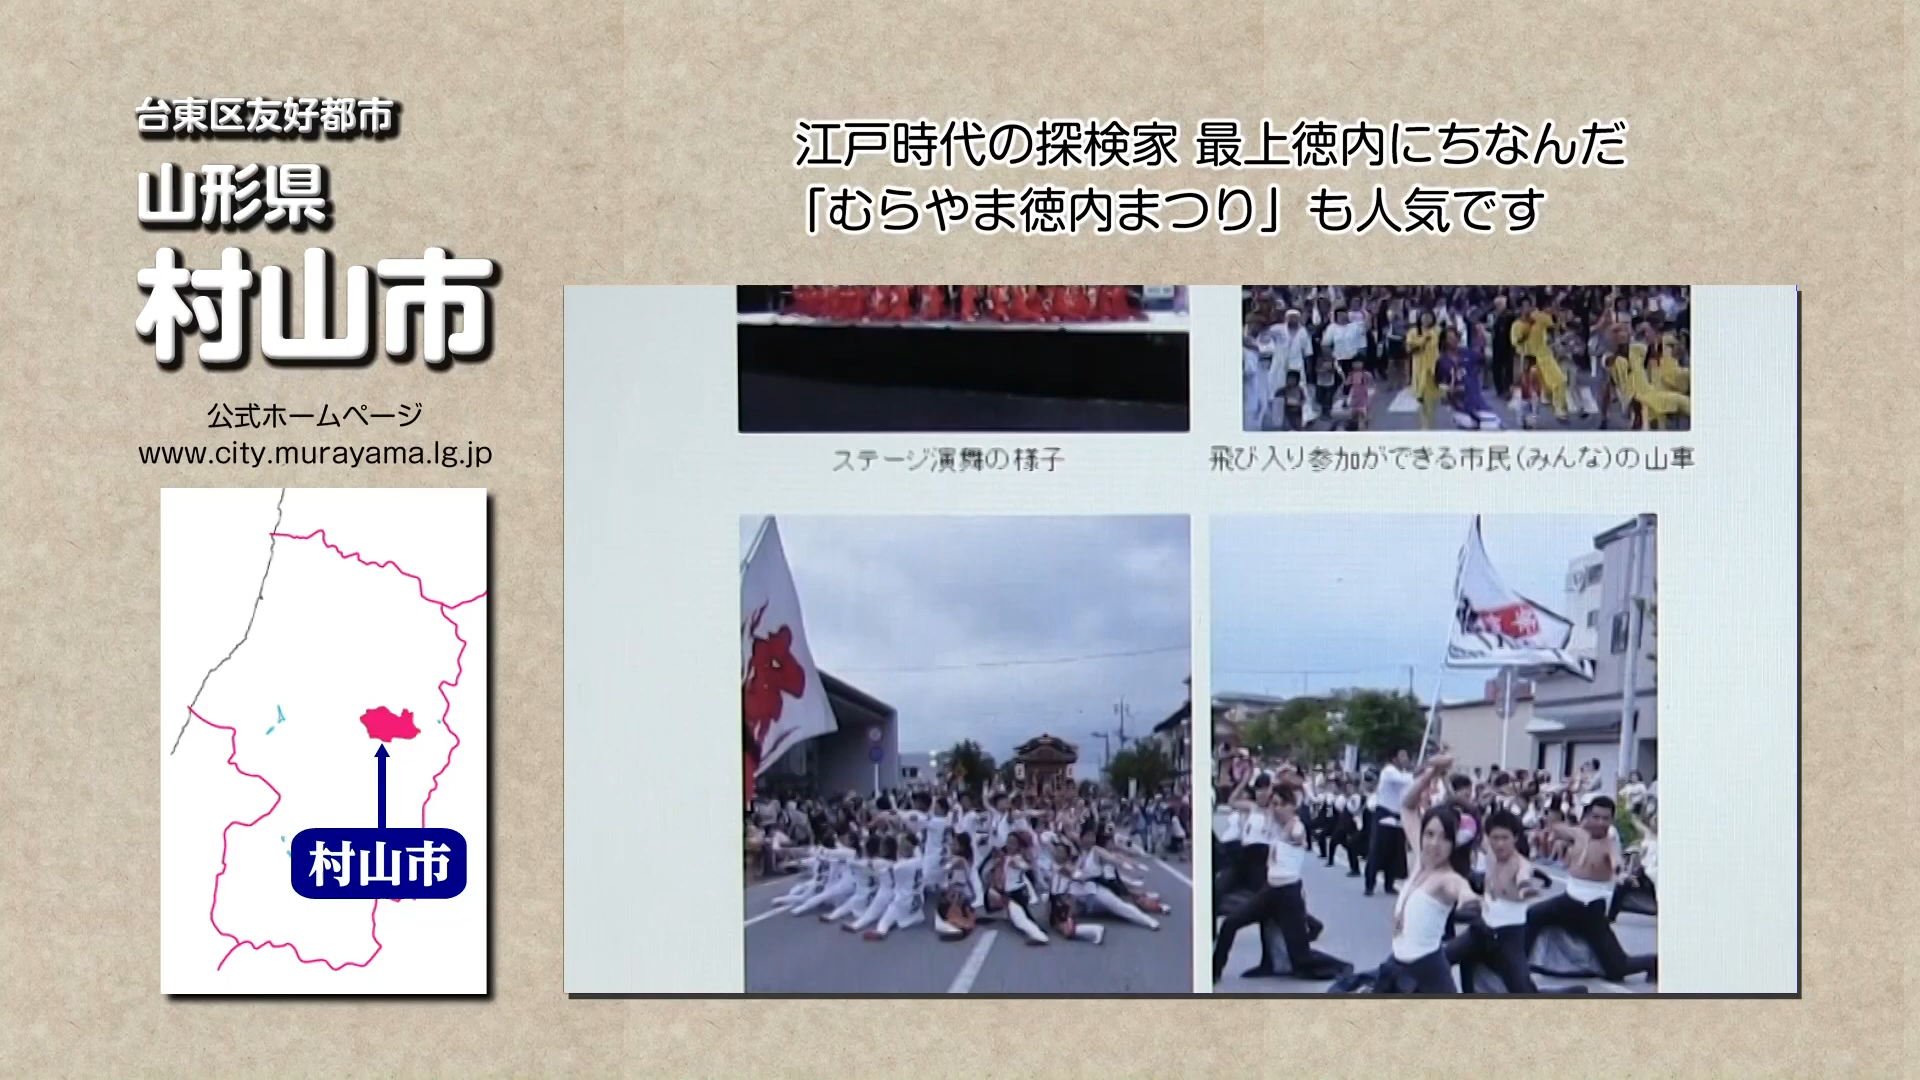 台東区友好都市
山形県
村山市
公式ホームページ
www.city.murayama.lg.jp
村山市
江戸時代の探検家 最上徳内にちなんだ
「むらやま徳内まつり」も人気です
ステージ演舞の様子
飛び入り参加ができる市民(みんな)の山車